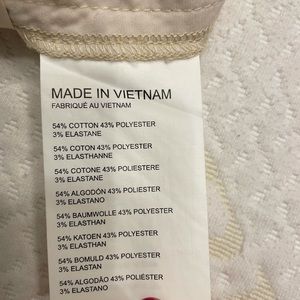 MADE IN VIETNAM
FABRIQUÉ AU VIETNAM
54% COTTON 43% POLYESTER
3% ELASTANE
54% COTON 43% POLYESTER
3% ELASTHANNE
54% COTONE 43% POLIESTERE
3% ELASTANE
54% ALGODÓN 43% POLIÉSTER
3% ELASTANO
54% BAUMWOLLE 43% POLYESTER
3% ELASTHAN
54% KATOEN 43% POLYESTER
3% ELASTHAN
54% BOMULD 43% POLYESTER
3% ELASTAN
54% ALGODÃO 43% POLIÉSTER
3% ELASTANO